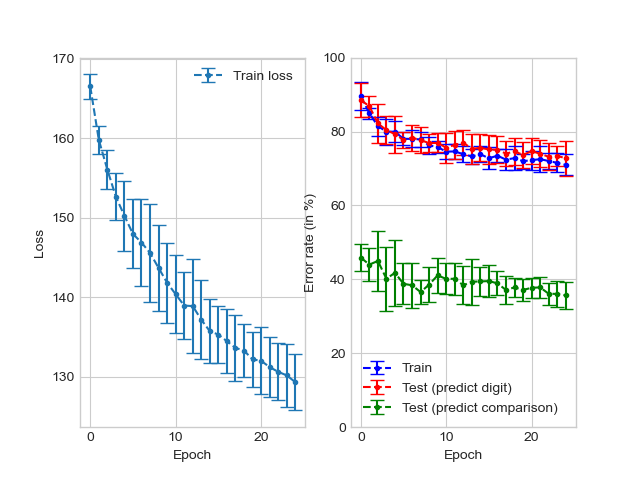 170
160
150
140
130
0
10
20
Epoch
Loss
Train loss
100
80
60
40
20
0
0
10
20
Epoch
Error rate (in %)
Train
Test (predict digit)
Test (predict comparison)